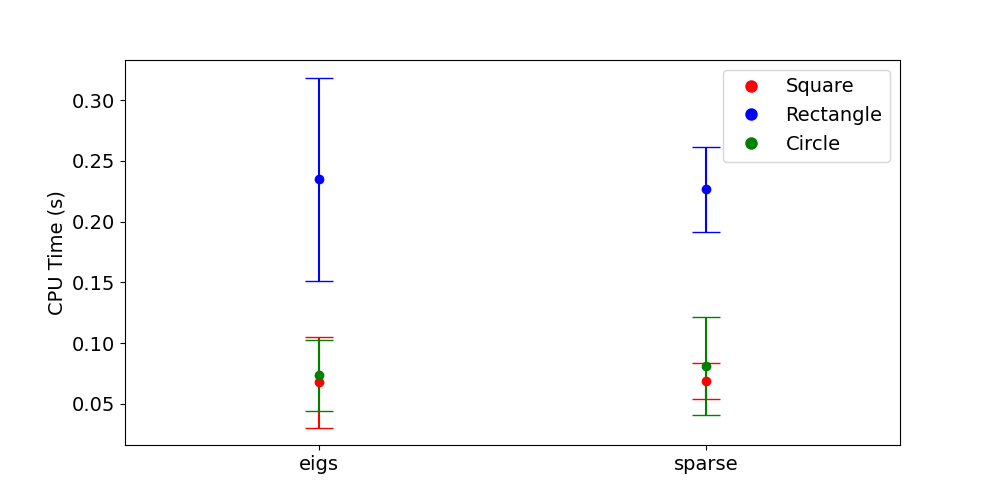 0.30
0.25
0.20
0.15
0.10
0.05
CPU Time (s)
Square
Rectangle
Circle
eigs
sparse